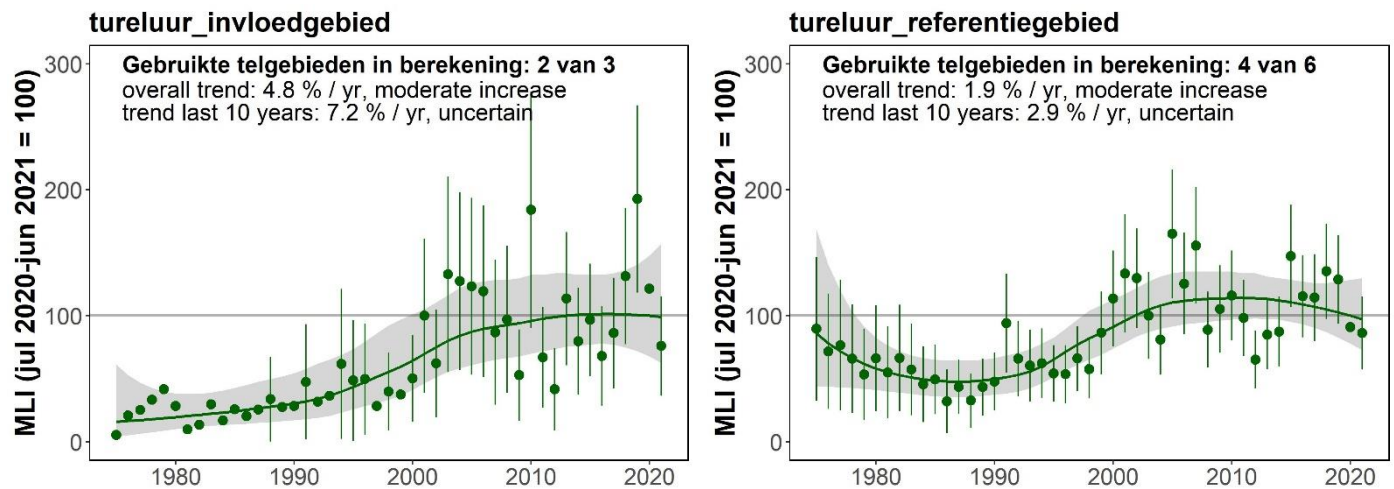 tureluur_invloedgebied
Gebruikte telgebieden in berekening: 2 van 3
overall trend: 4.8 % / yr, moderate increase
trend last 10 years: 7.2 % / yr, uncertain
MLI (jul 2020-jun 2021 = 100)
300
200
100
0
1980 1990 2000 2010 2020
tureluur_referentiegebied
Gebruikte telgebieden in berekening: 4 van 6
overall trend: 1.9 % / yr, moderate increase
trend last 10 years: 2.9 % / yr, uncertain
MLI (jul 2020-jun 2021 = 100)
300
200
100
0
1980 1990 2000 2010 2020